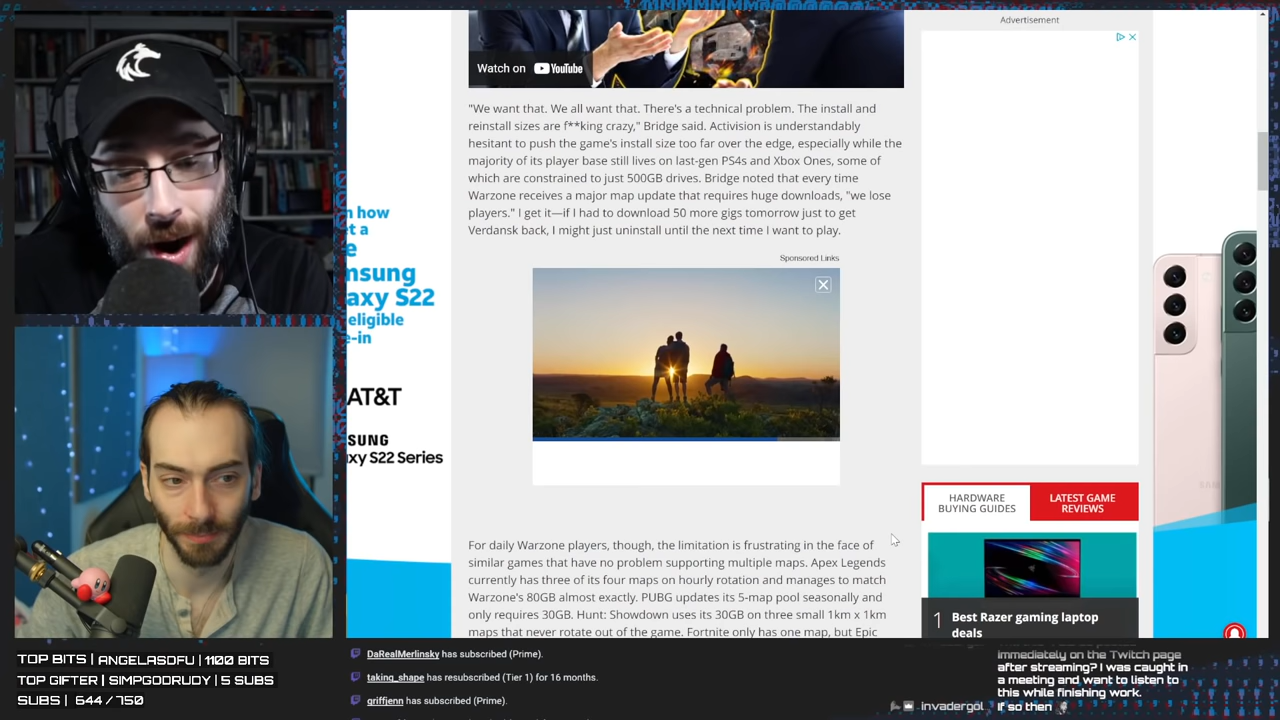 Advertisement
Watch on YouTube
"We want that. We all want that. There's a technical problem. The install and
reinstall sizes are f**king crazy," Bridge said. Activision is understandably
hesitant to push the game's install size too far over the edge, especially while the
majority of its player base still lives on last-gen PS4s and Xbox Ones, some of
which are constrained to just 500GB drives. Bridge noted that every time
Warzone receives a major map update that requires huge downloads, "we lose
players." I get it—if I had to download 50 more gigs tomorrow just to get
Verdansk back, I might just uninstall until the next time I want to play.
Sponsored Links
For daily Warzone players, though, the limitation is frustrating in the face of
similar games that have no problem supporting multiple maps. Apex Legends
currently has three of its four maps on hourly rotation and manages to match
Warzone's 80GB almost exactly. PUBG updates its 5-map pool seasonally and
only requires 30GB. Hunt: Showdown uses its 30GB on three small 1km x 1km
maps that never rotate out of the game. Fortnite only has one map, but Epic
n how
et a
e
msung
axy S22
eligible
e-in
AT&T
SUNG
xy S22 Series
HARDWARE
BUYING GUIDES
LATEST GAME
REVIEWS
1 Best Razer gaming laptop
deals
TOP BITS | ANGELASOFU | 1100 BITS
TOP GIFTER | SIMPGODRUDY | 5 SUBS
SUBS | 644 / 750
DaRealMerlinsky has subscribed (Prime).
taking_shape has resubscribed (Tier 1) for 16 months.
griffjenn has subscribed (Prime).
immediately on the Twitch page
after streaming? I was caught in
a meeting and want to listen to
this while finishing work.
invadergol If so then